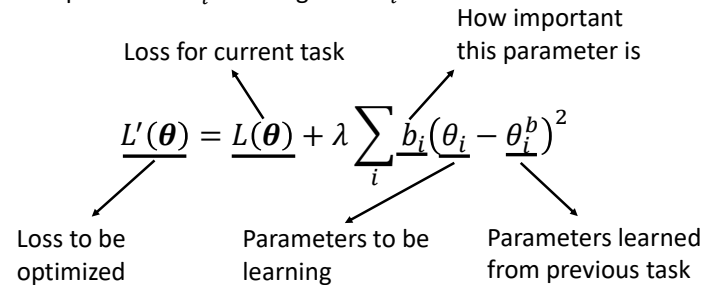 How important
this parameter is
Loss for current task
L′(θ) = L(θ) + λ ∑ᵢ bᵢ(θᵢ − θᵢᵇ)²
Loss to be
optimized
Parameters to be
learning
Parameters learned
from previous task